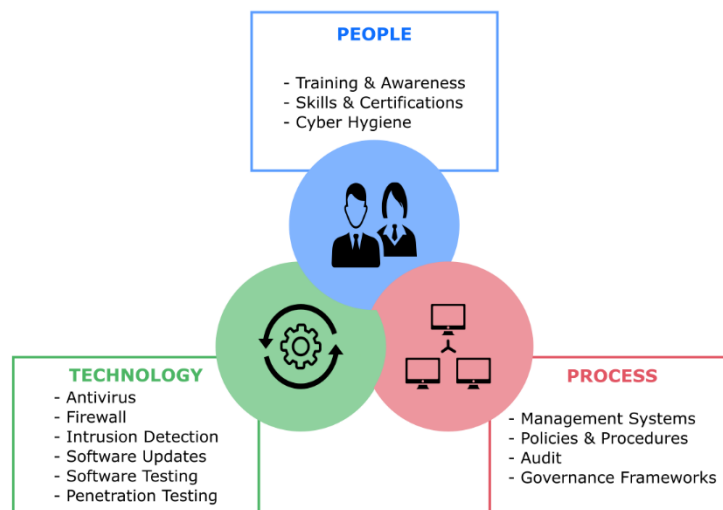 PEOPLE
- Training & Awareness
- Skills & Certifications
- Cyber Hygiene
TECHNOLOGY
- Antivirus
- Firewall
- Intrusion Detection
- Software Updates
- Software Testing
- Penetration Testing
PROCESS
- Management Systems
- Policies & Procedures
- Audit
- Governance Frameworks